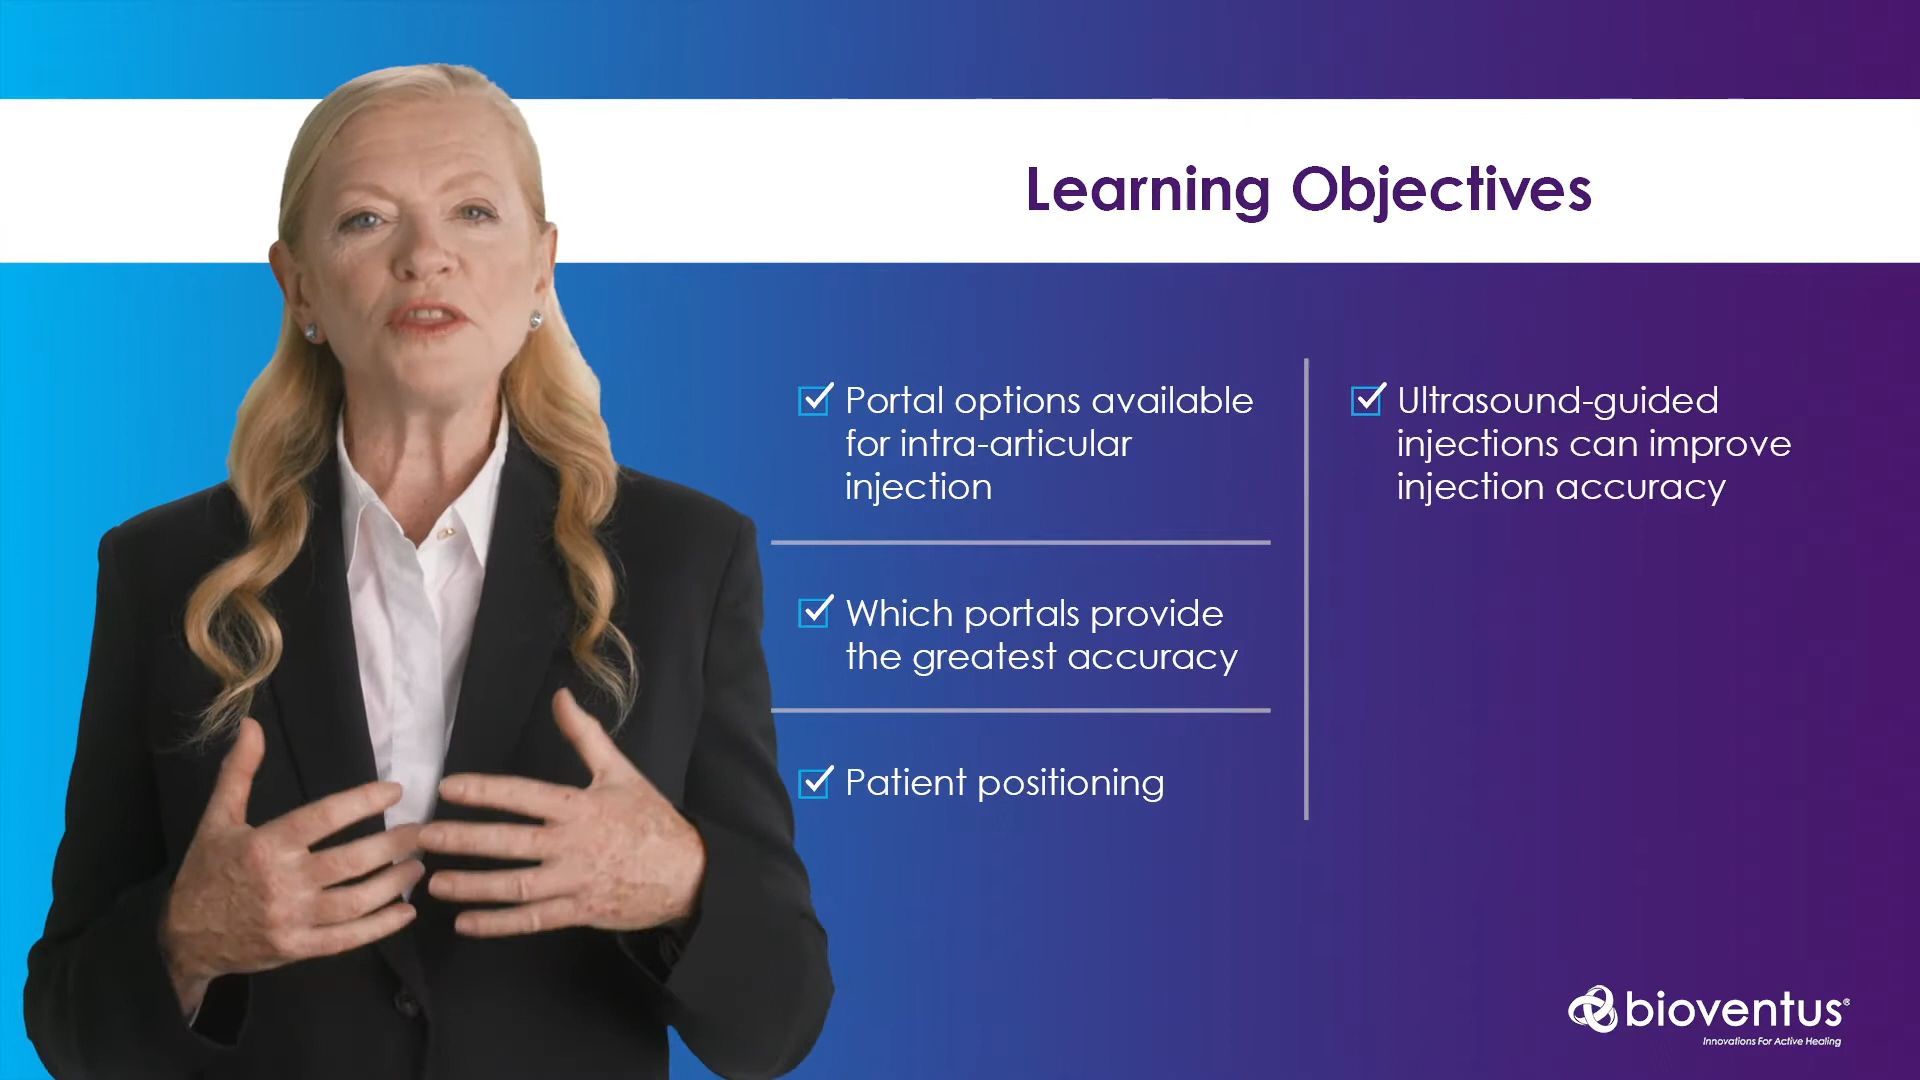 Learning Objectives
Portal options available
for intra-articular
injection
Which portals provide
the greatest accuracy
Patient positioning
Ultrasound-guided
injections can improve
injection accuracy
bioventus®
Innovations For Active Healing